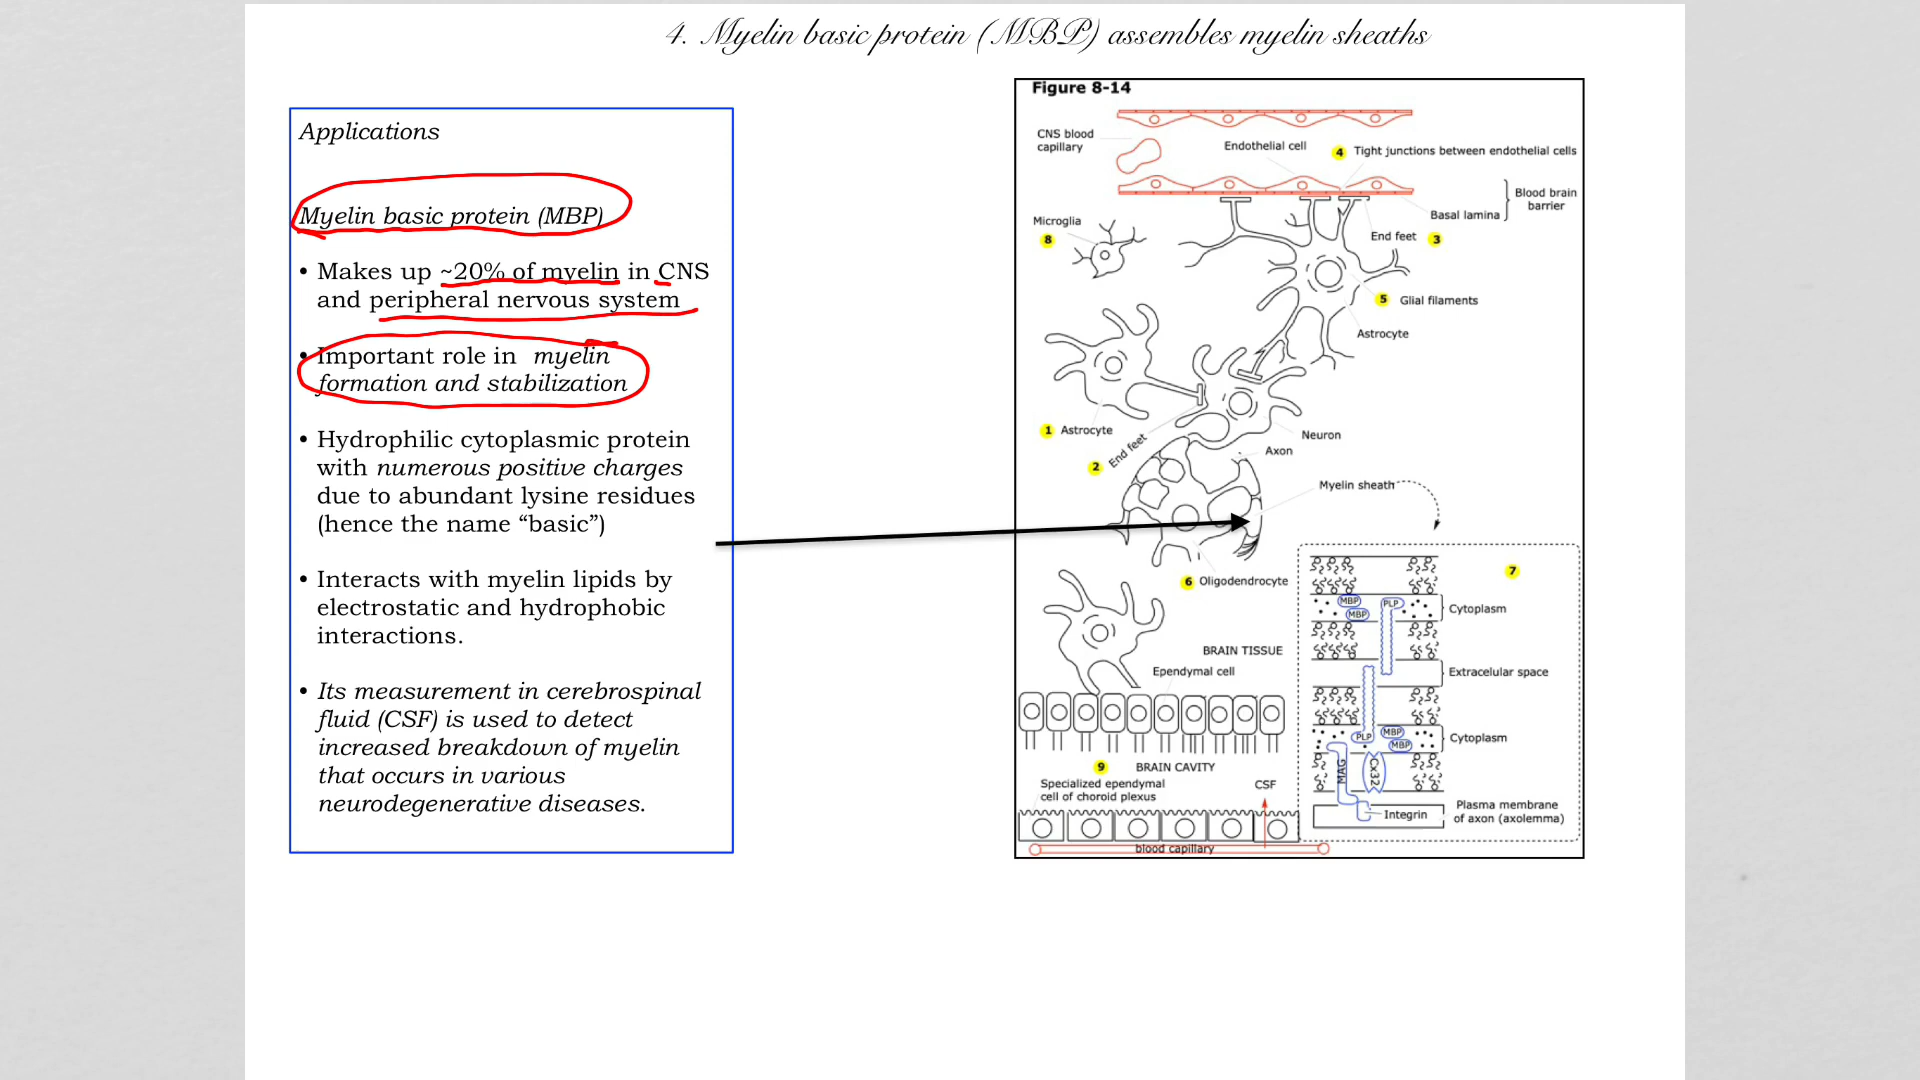 4. Myelin basic protein (MBP) assembles myelin sheaths
Applications
Myelin basic protein (MBP)
• Makes up ~20% of myelin in CNS
and peripheral nervous system
• Important role in myelin
formation and stabilization
• Hydrophilic cytoplasmic protein
with numerous positive charges
due to abundant lysine residues
(hence the name “basic”)
• Interacts with myelin lipids by
electrostatic and hydrophobic
interactions.
• Its measurement in cerebrospinal
fluid (CSF) is used to detect
increased breakdown of myelin
that occurs in various
neurodegenerative diseases.
Figure 8-14
CNS blood
capillary
Endothelial cell
4 Tight junctions between endothelial cells
Blood brain
barrier
Basal lamina
Microglia
8
End feet 3
5 Glial filaments
Astrocyte
1 Astrocyte
2 End feet
Neuron
Axon
Myelin sheath
6 Oligodendrocyte
7
MBP
MBP
PLP
Cytoplasm
BRAIN TISSUE
Ependymal cell
Extracelular space
PLP
MBP
MBP
Cytoplasm
9 BRAIN CAVITY
MAG
Cx32
Specialized ependymal
cell of choroid plexus
CSF
Integrin
Plasma membrane
of axon (axolemma)
blood capillary